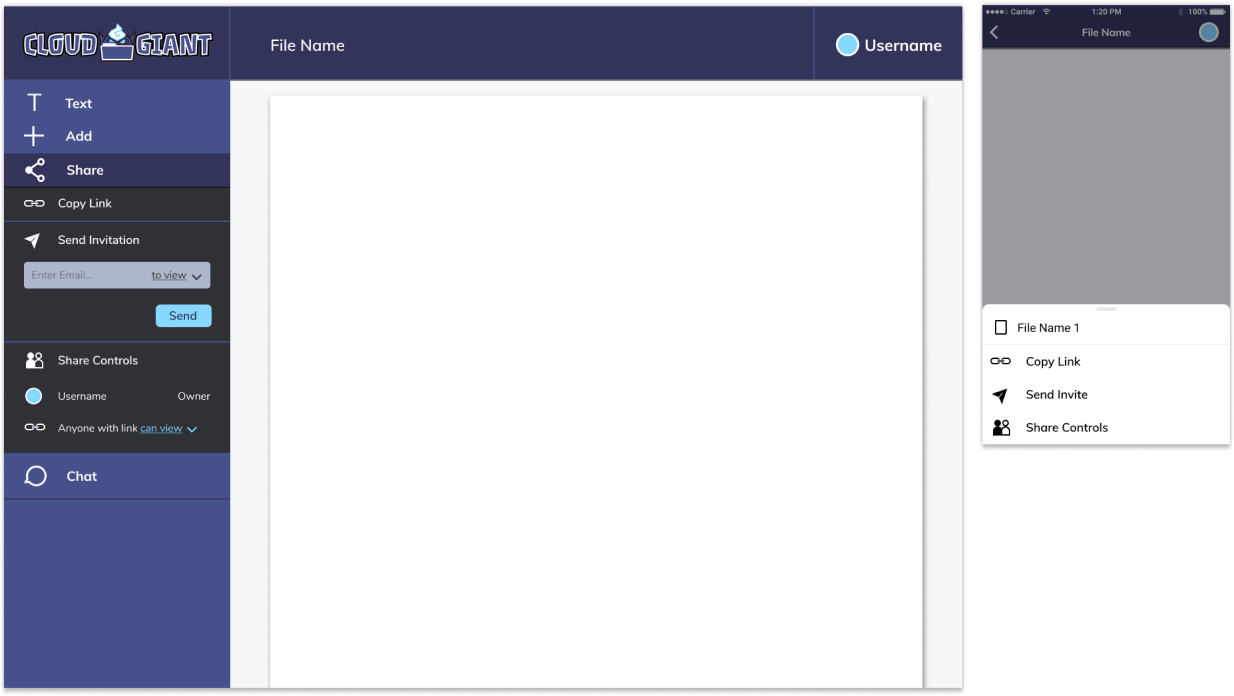 CLOUD GIANT
File Name
Username
Text
Add
Share
Copy Link
Send Invitation
Enter Email... to view
Send
Share Controls
Username Owner
Anyone with link can view
Chat
Carrier 1:20 PM 100%
File Name
File Name 1
Copy Link
Send Invite
Share Controls